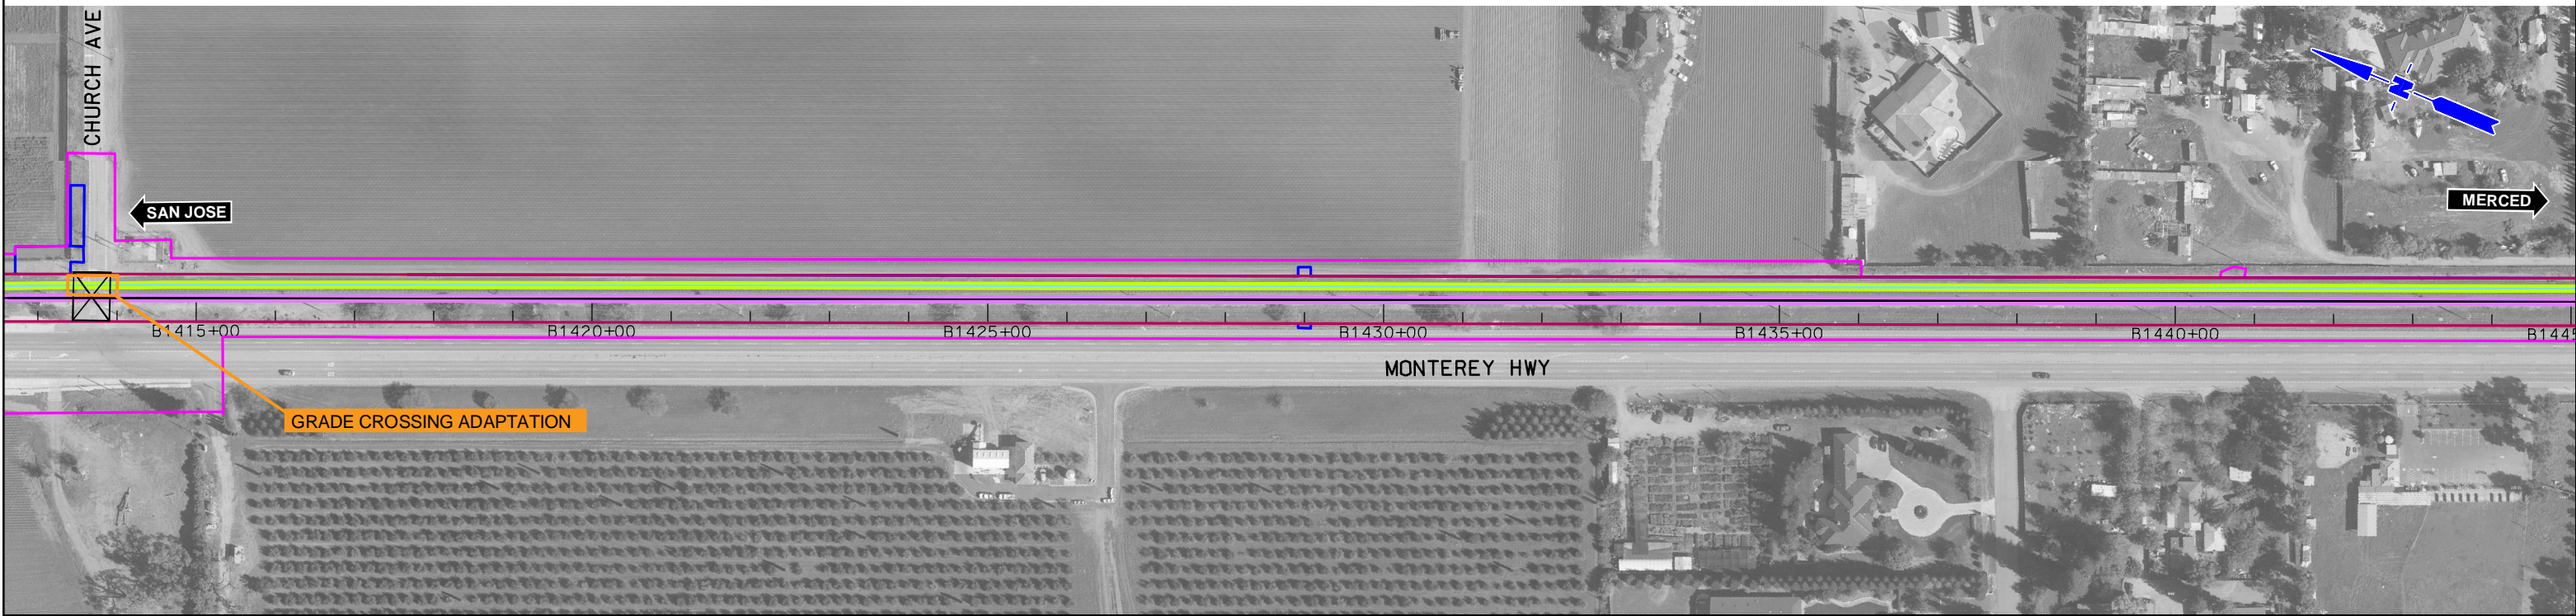 CHURCH AVE
N
SAN JOSE
MERCED
B1415+00
B1420+00
B1425+00
B1430+00
B1435+00
B1440+00
B1445
MONTEREY HWY
GRADE CROSSING ADAPTATION